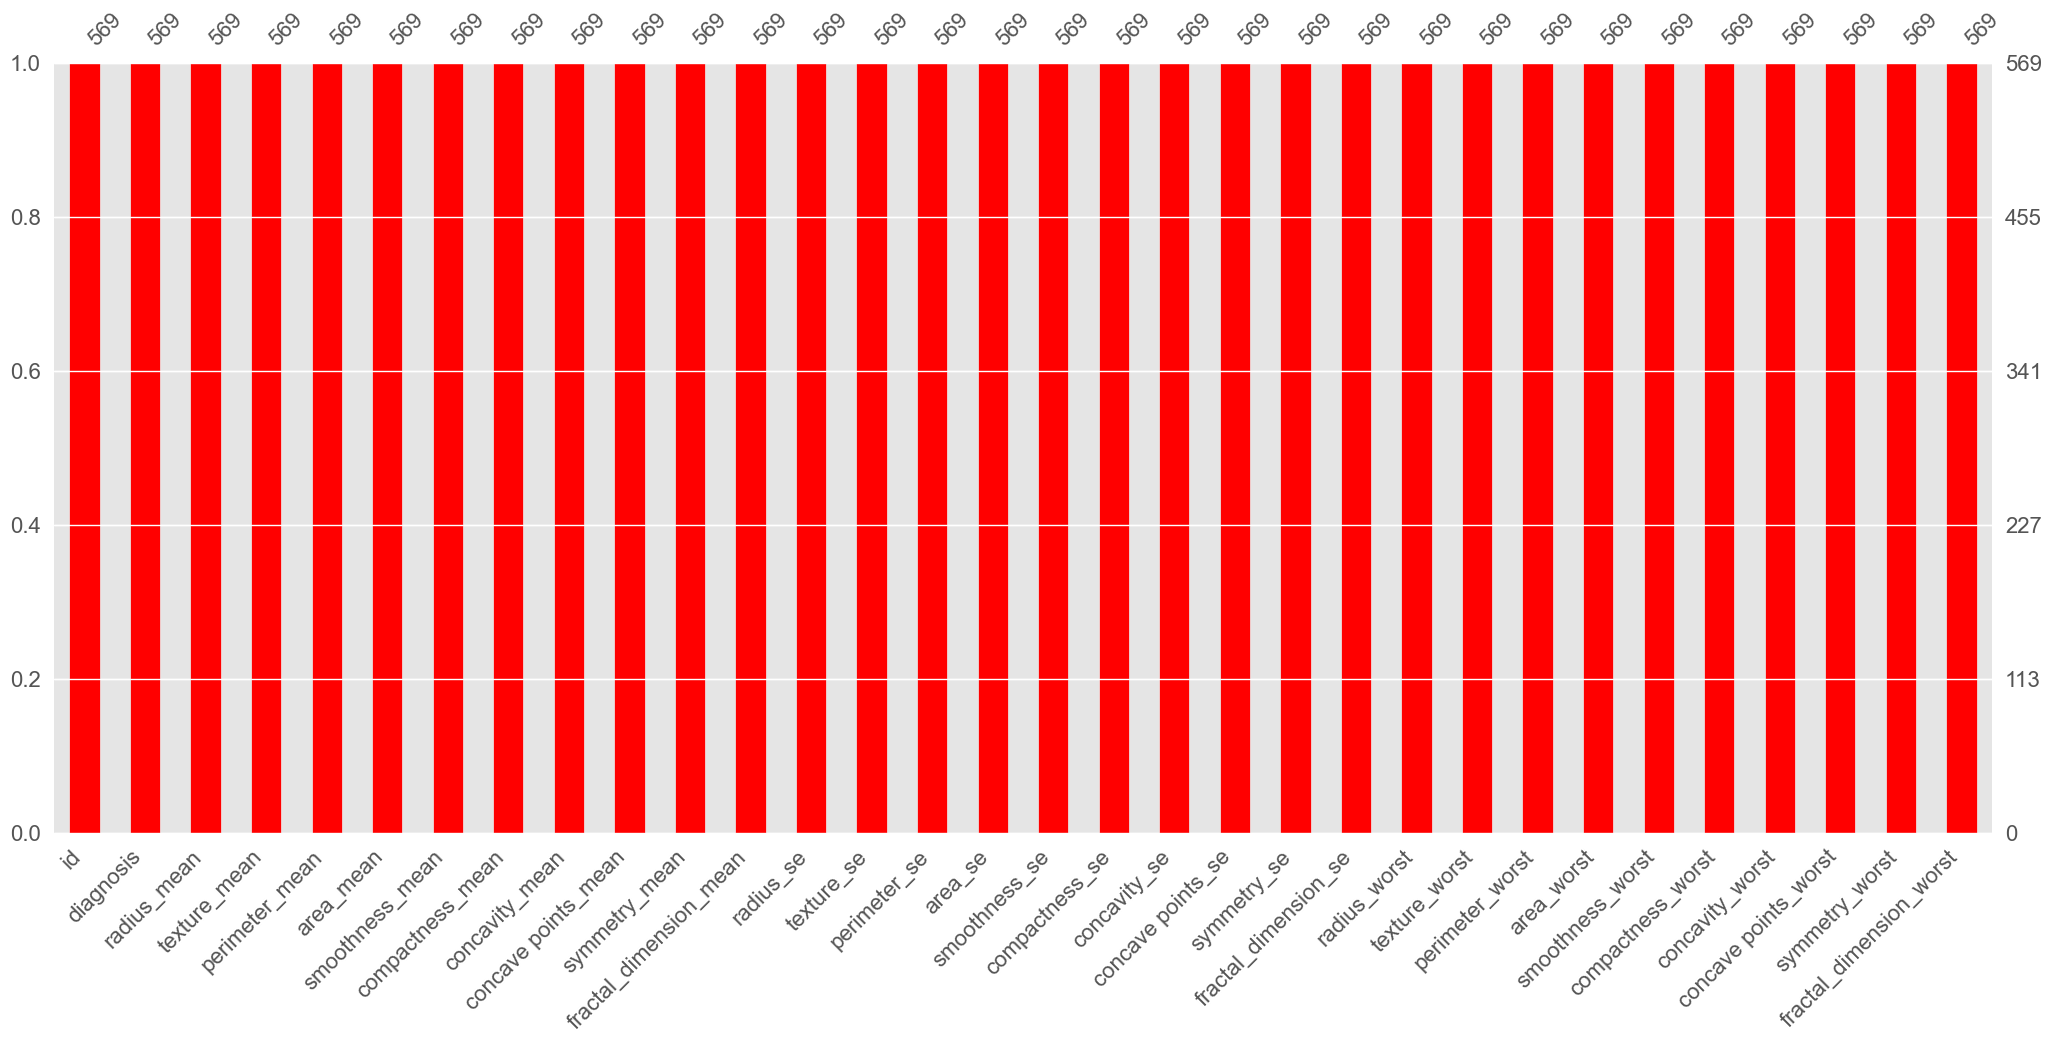 569 569 569 569 569 569 569 569 569 569 569 569 569 569 569 569 569 569 569 569 569 569 569 569 569 569 569 569 569 569 569 569
1.0 569
0.8 455
0.6 341
0.4 227
0.2 113
0.0 0
id
diagnosis
radius_mean
texture_mean
perimeter_mean
area_mean
smoothness_mean
compactness_mean
concavity_mean
concave points_mean
symmetry_mean
fractal_dimension_mean
radius_se
texture_se
perimeter_se
area_se
smoothness_se
compactness_se
concavity_se
concave points_se
symmetry_se
fractal_dimension_se
radius_worst
texture_worst
perimeter_worst
area_worst
smoothness_worst
compactness_worst
concavity_worst
concave points_worst
symmetry_worst
fractal_dimension_worst